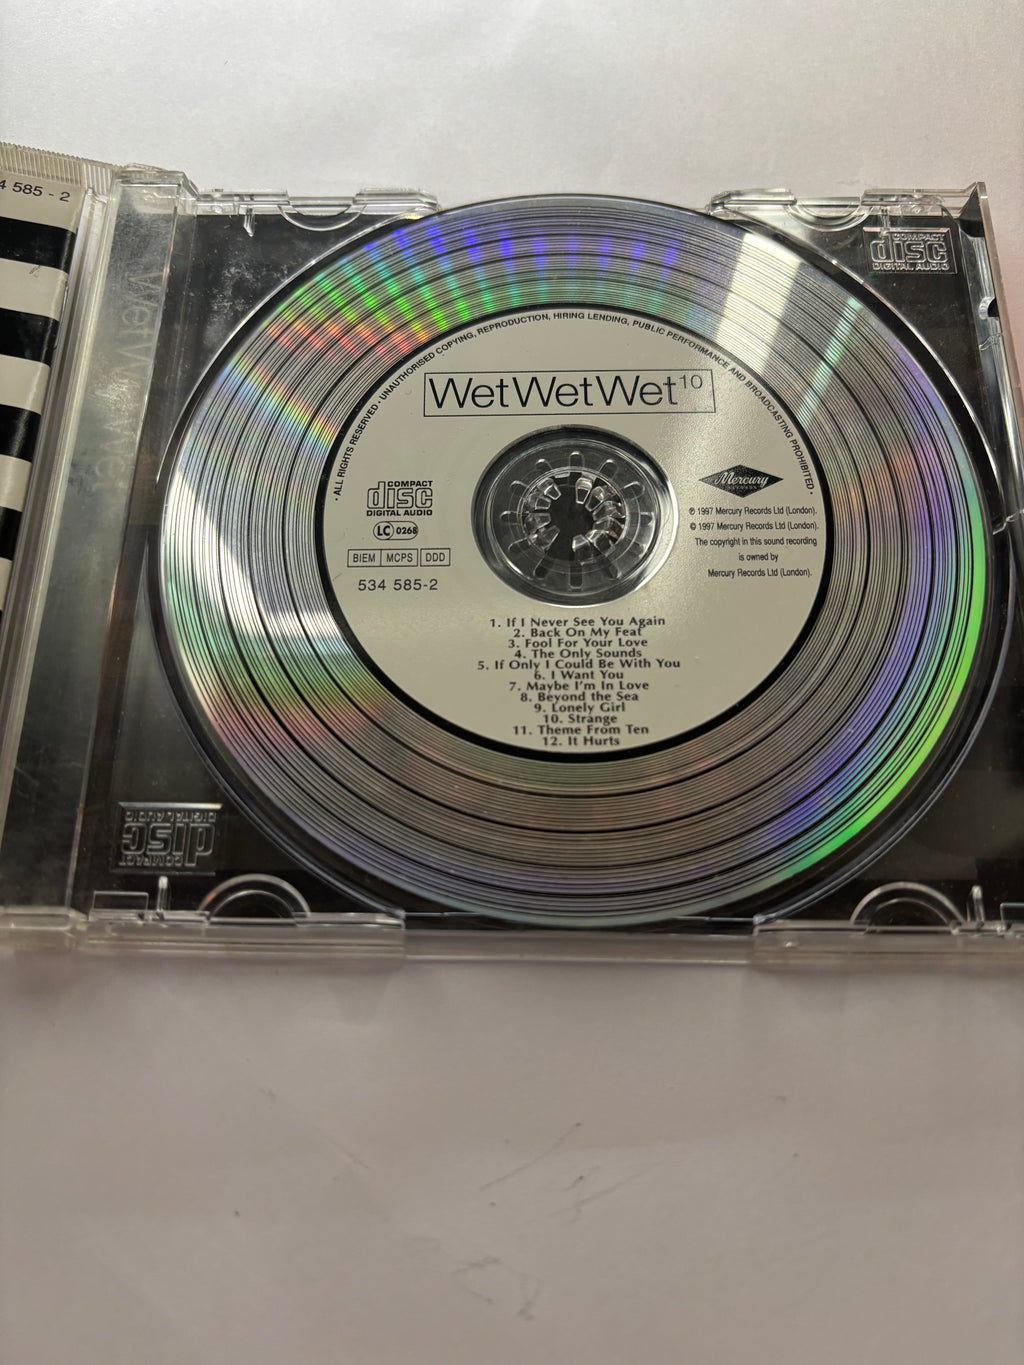 4 585 - 2
COMPACT
disc
DIGITAL AUDIO
• ALL RIGHTS RESERVED • UNAUTHORISED COPYING, REPRODUCTION, HIRING LENDING, PUBLIC PERFORMANCE AND BROADCASTING PROHIBITED •
WetWetWet10
COMPACT
disc
DIGITAL AUDIO
LC 0268
BIEM MCPS DDD
534 585-2
Mercury
RECORDS
℗ 1997 Mercury Records Ltd (London).
© 1997 Mercury Records Ltd (London).
The copyright in this sound recording
is owned by
Mercury Records Ltd (London).
1. If I Never See You Again
2. Back On My Feat
3. Fool For Your Love
4. The Only Sounds
5. If Only I Could Be With You
6. I Want You
7. Maybe I'm In Love
8. Beyond the Sea
9. Lonely Girl
10. Strange
11. Theme From Ten
12. It Hurts
COMPACT
disc
DIGITAL AUDIO